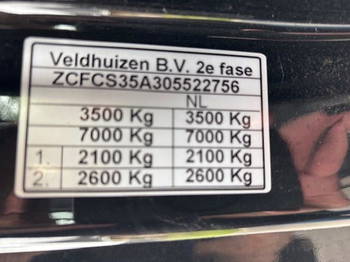 Veldhuizen B.V. 2e fase
ZCFCS35A305522756
NL
3500 Kg 3500 Kg
7000 Kg 7000 Kg
1. 2100 Kg 2100 Kg
2. 2600 Kg 2600 Kg